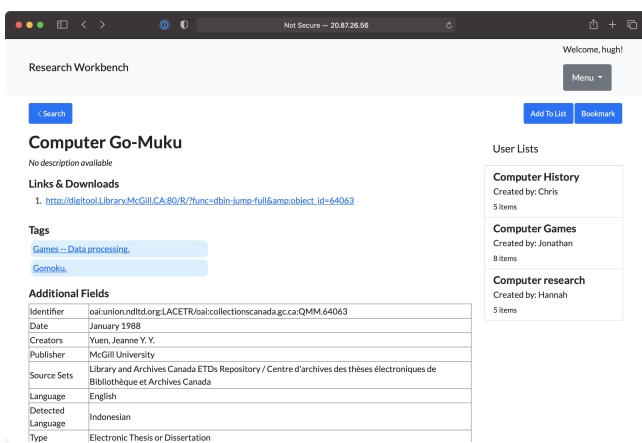 Not Secure — 20.87.26.56
Welcome, hugh!
Research Workbench
Menu
< Search
Add To List
Bookmark
Computer Go-Muku
No description available
Links & Downloads
1. http://digitool.Library.McGill.CA:80/R/?func=dbin-jump-full&amp;object_id=64063
Tags
Games -- Data processing.
Gomoku.
Additional Fields
Identifier oai:union.ndltd.org:LACETR/oai:collectionscanada.gc.ca:QMM.64063
Date January 1988
Creators Yuen, Jeanne Y. Y.
Publisher McGill University
Source Sets Library and Archives Canada ETDs Repository / Centre d'archives des thèses électroniques de
Bibliothèque et Archives Canada
Language English
Detected
Language Indonesian
Type Electronic Thesis or Dissertation
User Lists
Computer History
Created by: Chris
5 items
Computer Games
Created by: Jonathan
8 items
Computer research
Created by: Hannah
5 items